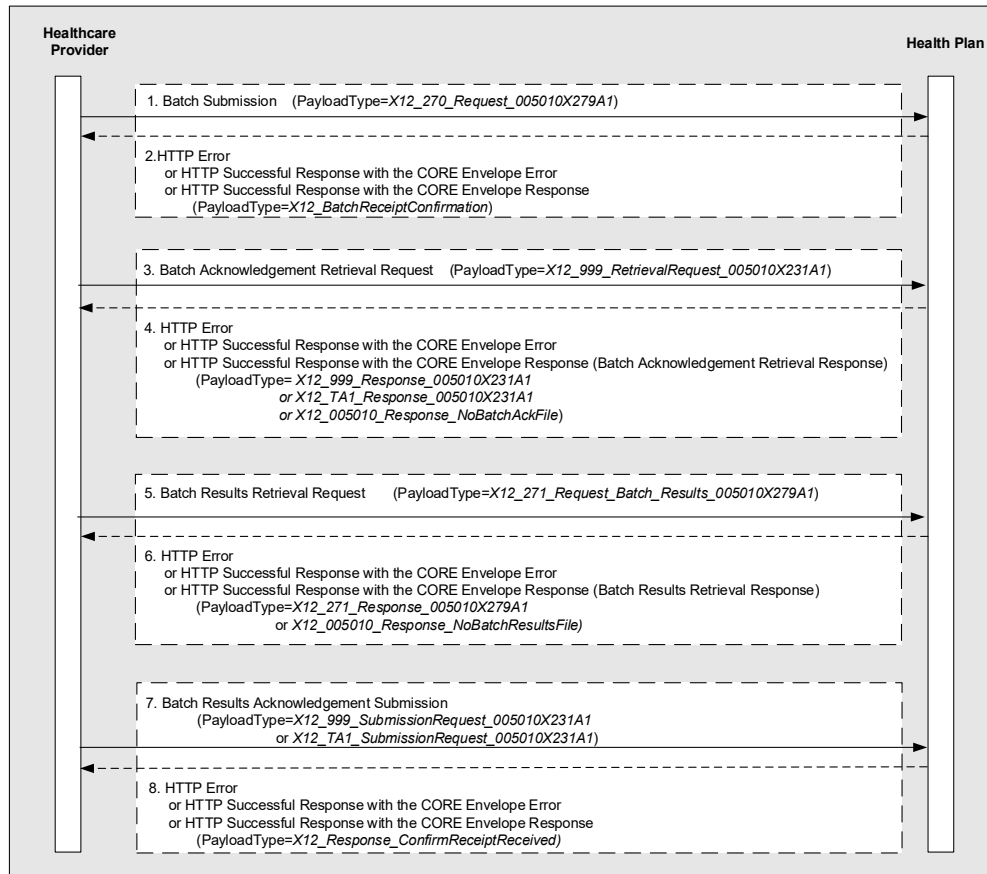 Healthcare
Provider
Health Plan
1. Batch Submission (PayloadType=X12_270_Request_005010X279A1)
2.HTTP Error
or HTTP Successful Response with the CORE Envelope Error
or HTTP Successful Response with the CORE Envelope Response
(PayloadType=X12_BatchReceiptConfirmation)
3. Batch Acknowledgement Retrieval Request (PayloadType=X12_999_RetrievalRequest_005010X231A1)
4. HTTP Error
or HTTP Successful Response with the CORE Envelope Error
or HTTP Successful Response with the CORE Envelope Response (Batch Acknowledgement Retrieval Response)
(PayloadType= X12_999_Response_005010X231A1
or X12_TA1_Response_005010X231A1
or X12_005010_Response_NoBatchAckFile)
5. Batch Results Retrieval Request (PayloadType=X12_271_Request_Batch_Results_005010X279A1)
6. HTTP Error
or HTTP Successful Response with the CORE Envelope Error
or HTTP Successful Response with the CORE Envelope Response (Batch Results Retrieval Response)
(PayloadType=X12_271_Response_005010X279A1
or X12_005010_Response_NoBatchResultsFile)
7. Batch Results Acknowledgement Submission
(PayloadType=X12_999_SubmissionRequest_005010X231A1
or X12_TA1_SubmissionRequest_005010X231A1)
8. HTTP Error
or HTTP Successful Response with the CORE Envelope Error
or HTTP Successful Response with the CORE Envelope Response
(PayloadType=X12_Response_ConfirmReceiptReceived)